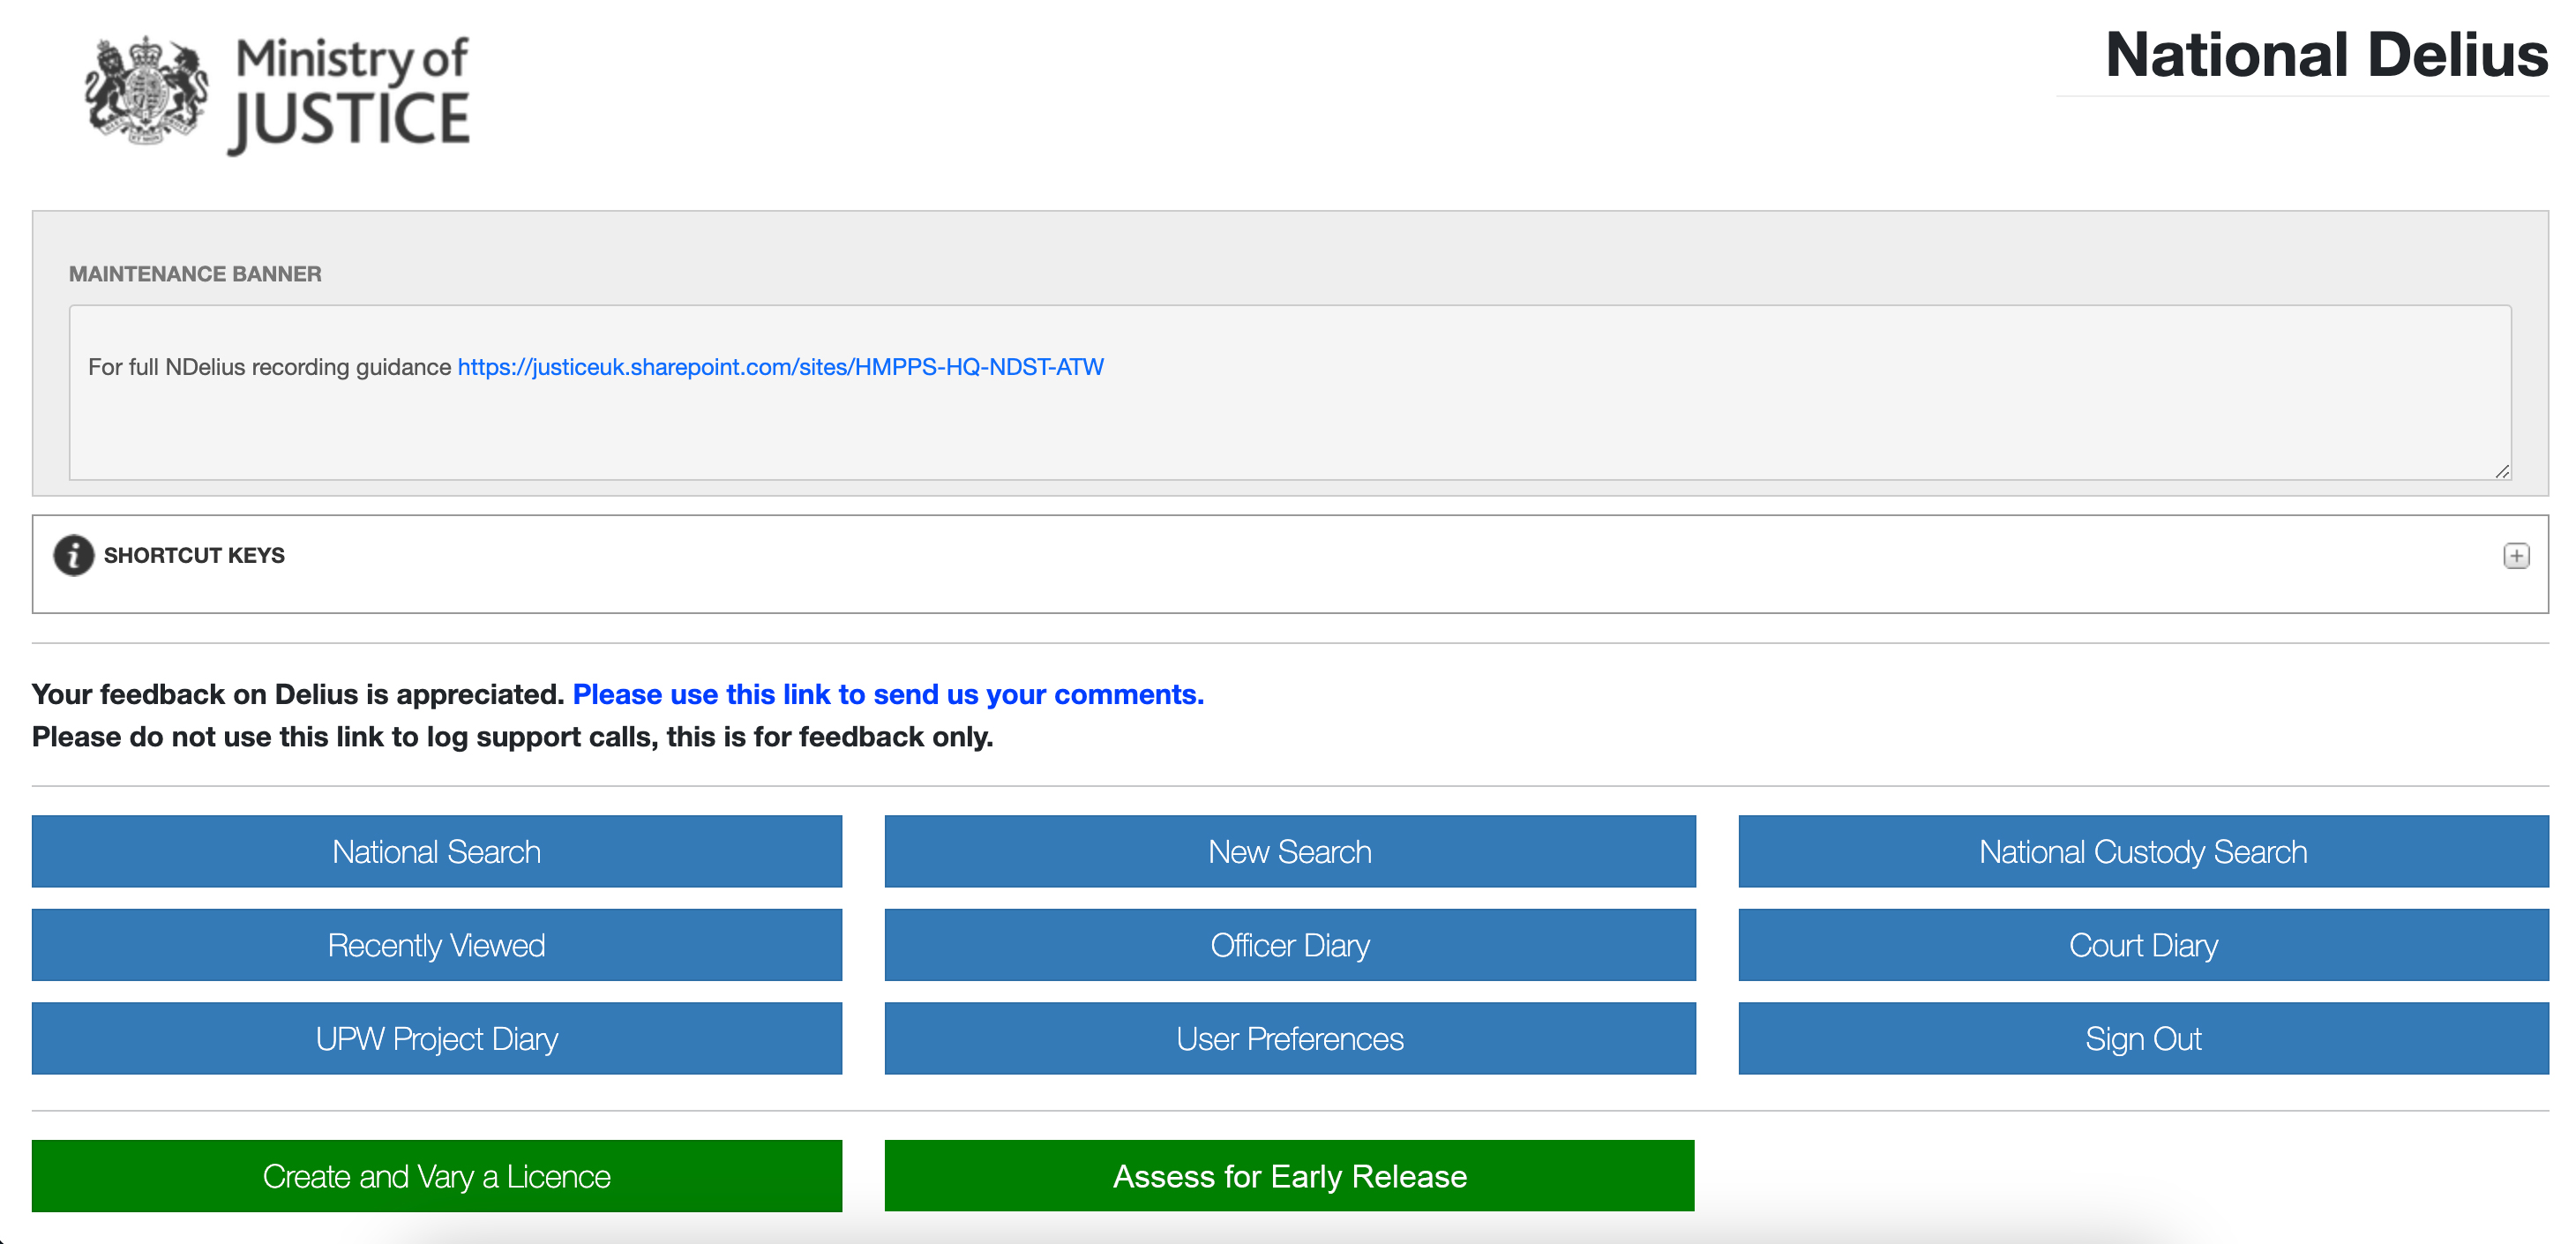 Ministry of
JUSTICE
National Delius
MAINTENANCE BANNER
For full NDelius recording guidance https://justiceuk.sharepoint.com/sites/HMPPS-HQ-NDST-ATW
SHORTCUT KEYS
Your feedback on Delius is appreciated. Please use this link to send us your comments.
Please do not use this link to log support calls, this is for feedback only.
National Search
New Search
National Custody Search
Recently Viewed
Officer Diary
Court Diary
UPW Project Diary
User Preferences
Sign Out
Create and Vary a Licence
Assess for Early Release